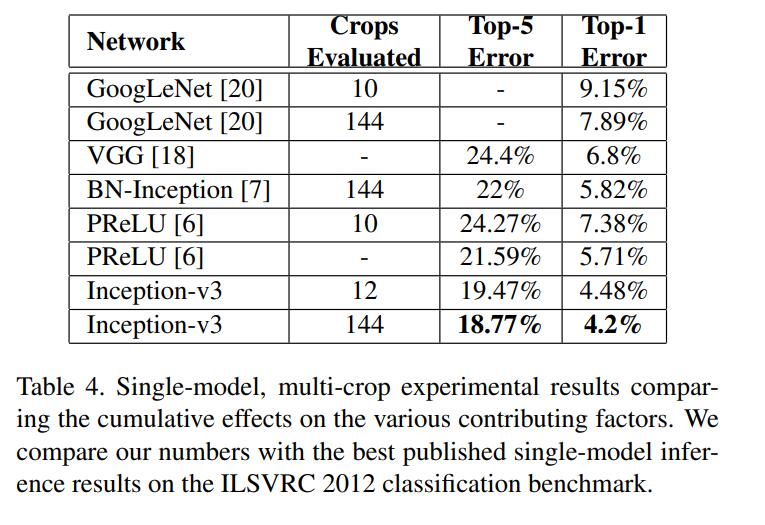 Network Crops Evaluated Top-5 Error Top-1 Error
GoogLeNet [20] 10 - 9.15%
GoogLeNet [20] 144 - 7.89%
VGG [18] - 24.4% 6.8%
BN-Inception [7] 144 22% 5.82%
PReLU [6] 10 24.27% 7.38%
PReLU [6] - 21.59% 5.71%
Inception-v3 12 19.47% 4.48%
Inception-v3 144 18.77% 4.2%
Table 4. Single-model, multi-crop experimental results compar-
ing the cumulative effects on the various contributing factors. We
compare our numbers with the best published single-model infer-
ence results on the ILSVRC 2012 classification benchmark.